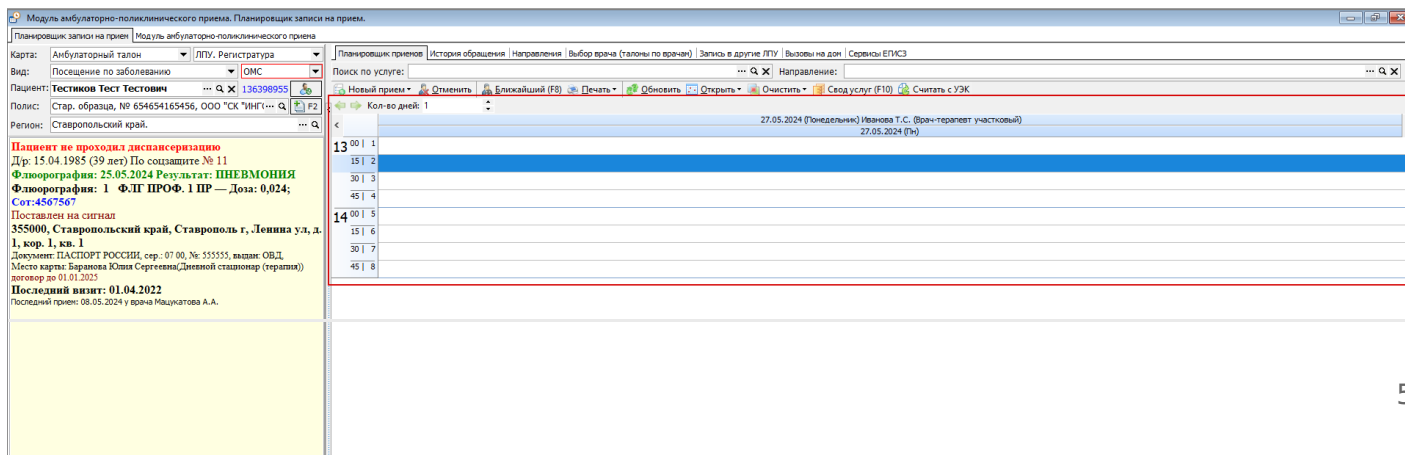 Модуль амбулаторно-поликлинического приема. Планировщик записи на прием.
Планировщик записи на прием Модуль амбулаторно-поликлинического приема
Карта: Амбулаторный талон ЛПУ. Регистратура
Вид: Посещение по заболеванию ОМС
Пациент: Тестиков Тест Тестович ... 136398955
Полис: Стар. образца, № 654654165456, ООО "СК "ИНГ( ... F2
Регион: Ставропольский край. ...
Пациент не проходил диспансеризацию
Д/р: 15.04.1985 (39 лет) По соцзащите № 11
Флюорография: 25.05.2024 Результат: ПНЕВМОНИЯ
Флюорография: 1 ФЛГ ПРОФ. 1 ПР — Доза: 0,024;
Сот:4567567
Поставлен на сигнал
355000, Ставропольский край, Ставрополь г, Ленина ул, д.
1, кор. 1, кв. 1
Документ: ПАСПОРТ РОССИИ, сер.: 07 00, №: 555555, выдан: ОВД,
Место карты: Баранова Юлия Сергеевна(Дневной стационар (терапия))
договор до 01.01.2025
Последний визит: 01.04.2022
Последний прием: 08.05.2024 у врача Мацукатова А.А.
Планировщик приемов История обращения Направления Выбор врача (талоны по врачам) Запись в другие ЛПУ Вызовы на дон Сервисы ЕГИСЗ
Поиск по услуге: ... Направление: ...
Новый прием Отменить Ближайший (F8) Печать Обновить Открыть Очистить Свод услуг (F10) Считать с УЭК
Кол-во дней: 1
27.05.2024 (Понедельник) Иванова Т.С. (Врач-терапевт участковый)
< 27.05.2024 (Пн)
13 00 | 1
15 | 2
30 | 3
45 | 4
14 00 | 5
15 | 6
30 | 7
45 | 8